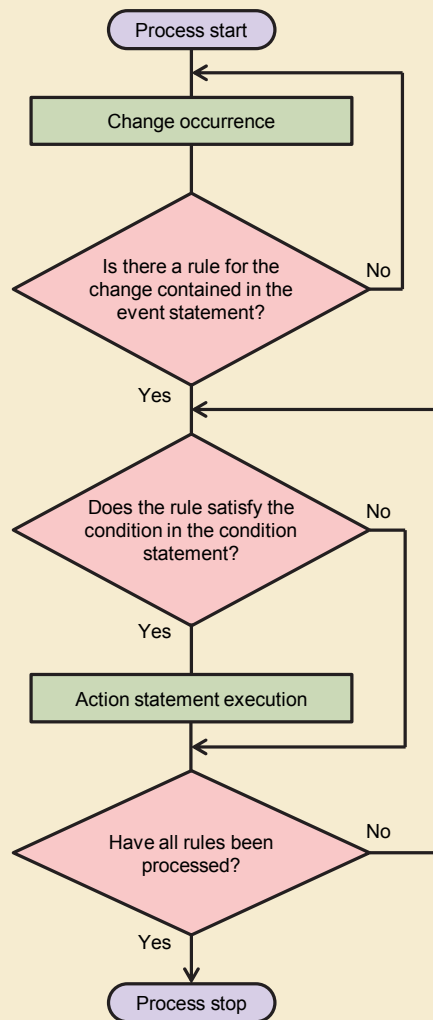 Process start
Change occurrence
Is there a rule for the
change contained in the
event statement?
No
Yes
Does the rule satisfy the
condition in the condition
statement?
No
Yes
Action statement execution
Have all rules been
processed?
No
Yes
Process stop